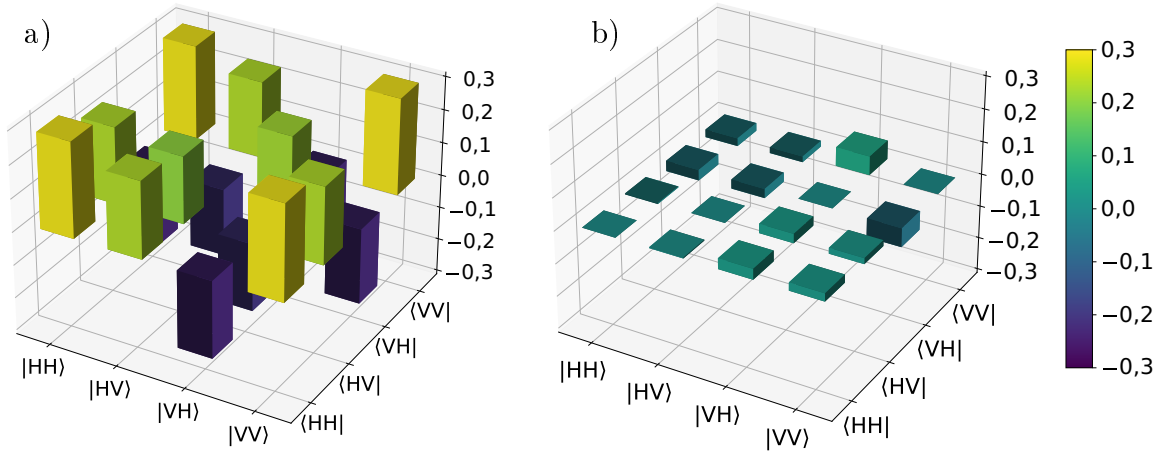 a)
0,3
0,2
0,1
0,0
−0,1
−0,2
−0,3
|HH⟩
|HV⟩
|VH⟩
|VV⟩
⟨HH|
⟨HV|
⟨VH|
⟨VV|
b)
0,3
0,2
0,1
0,0
−0,1
−0,2
−0,3
|HH⟩
|HV⟩
|VH⟩
|VV⟩
⟨HH|
⟨HV|
⟨VH|
⟨VV|
0,3
0,2
0,1
0,0
−0,1
−0,2
−0,3